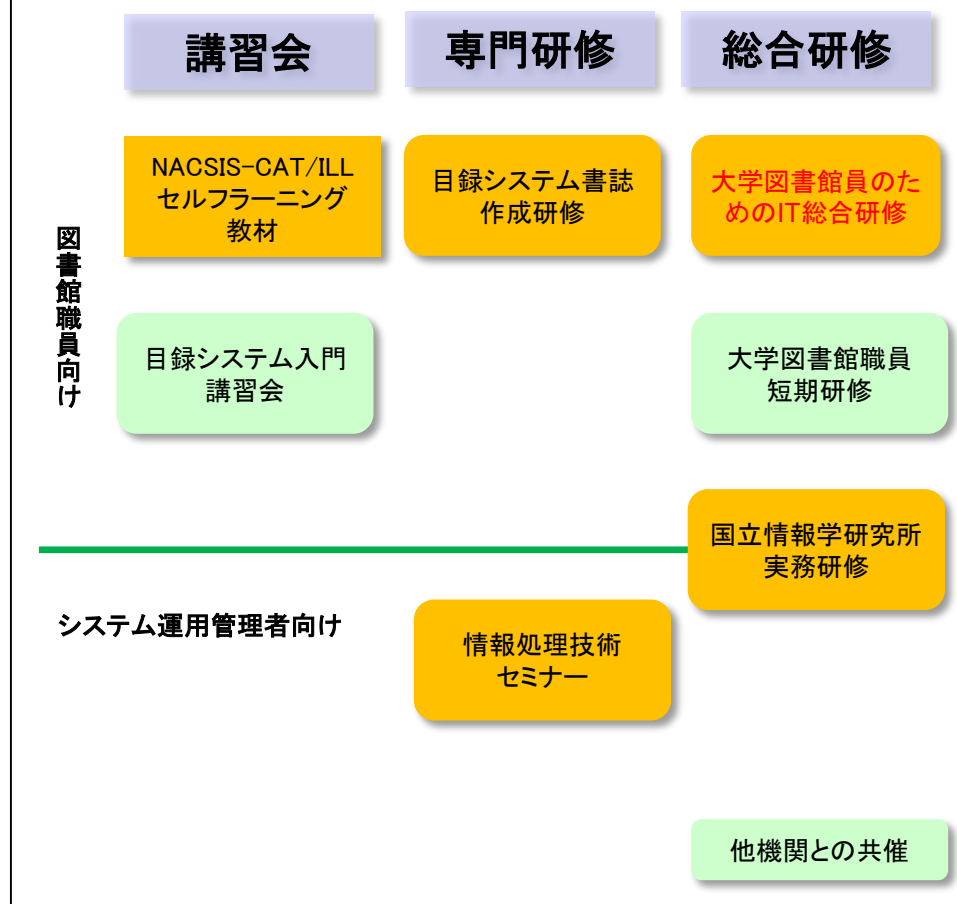 講習会
専門研修
総合研修
図書館職員向け
NACSIS-CAT/ILL
セルフラーニング
教材
目録システム書誌
作成研修
大学図書館員のた
めのIT総合研修
目録システム入門
講習会
大学図書館職員
短期研修
国立情報学研究所
実務研修
システム運用管理者向け
情報処理技術
セミナー
他機関との共催